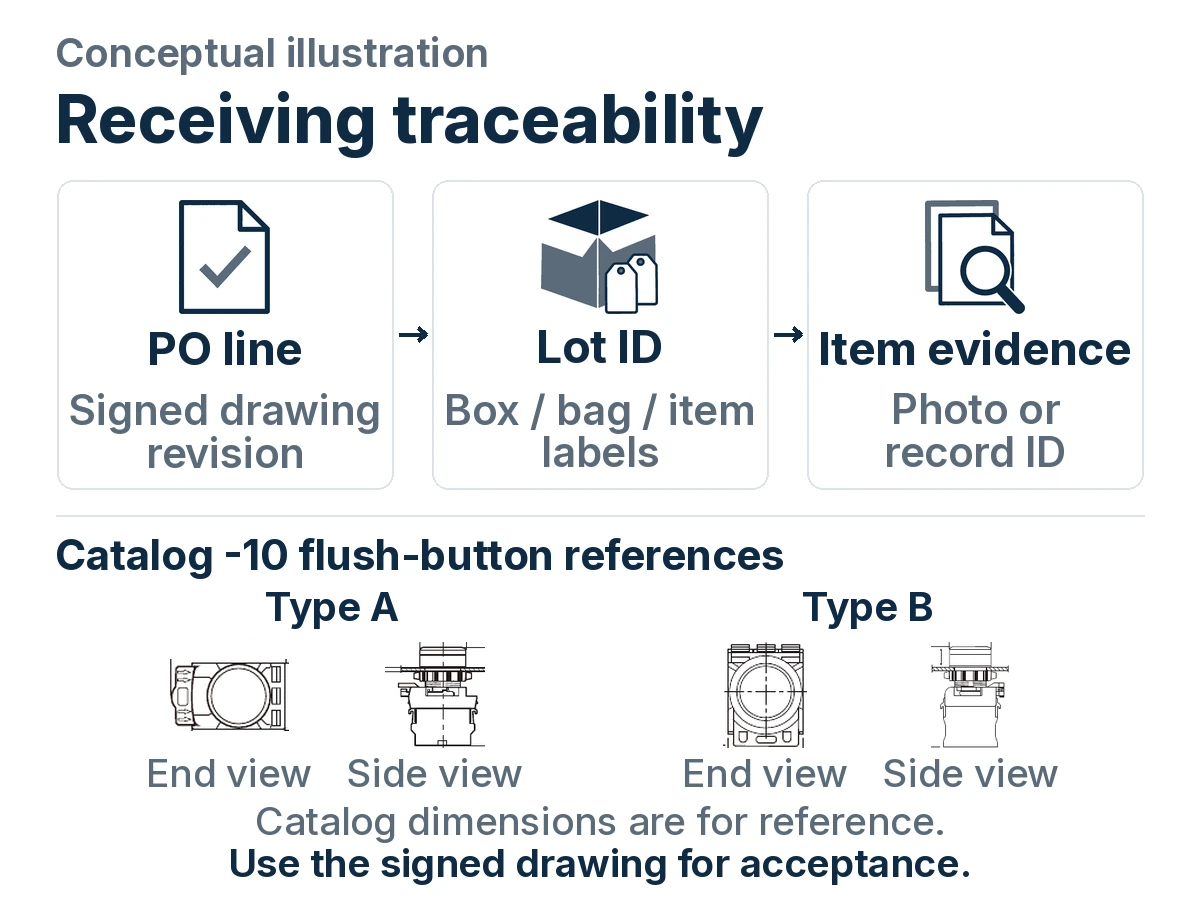 Conceptual illustration
Receiving traceability
PO line
Signed drawing
revision
Lot ID
Box / bag / item
labels
Item evidence
Photo or
record ID
Catalog -10 flush-button references
Type A
Type B
End view
Side view
End view
Side view
Catalog dimensions are for reference.
Use the signed drawing for acceptance.